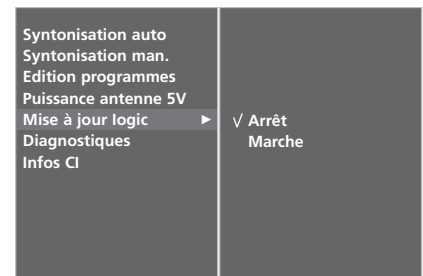 Syntonisation auto
Syntonisation man.
Edition programmes
Puissance antenne 5V
Mise à jour logic ►
Diagnostiques
Infos CI
√ Arrêt
Marche